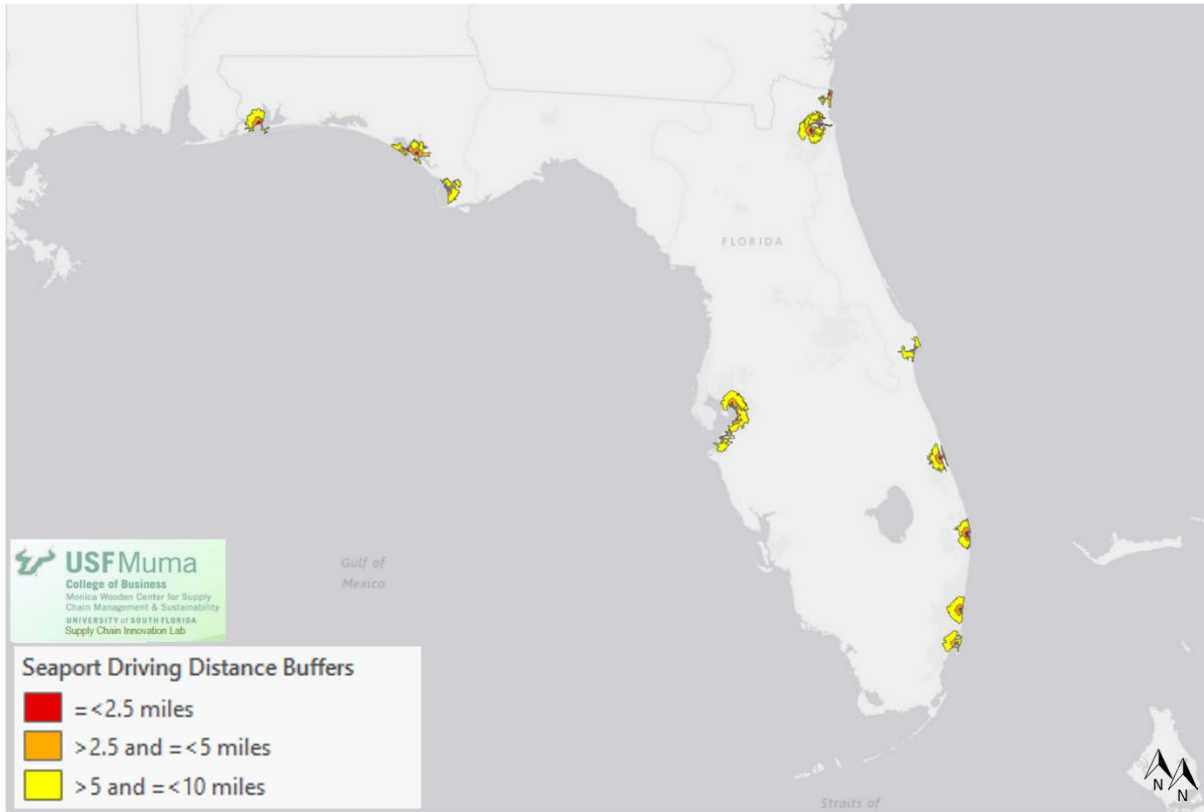 FLORIDA
Gulf of
Mexico
USF Muma
College of Business
Monica Wooden Center for Supply
Chain Management & Sustainability
UNIVERSITY of SOUTH FLORIDA
Supply Chain Innovation Lab
Seaport Driving Distance Buffers
=<2.5 miles
>2.5 and =<5 miles
>5 and =<10 miles
Straits of
N
N